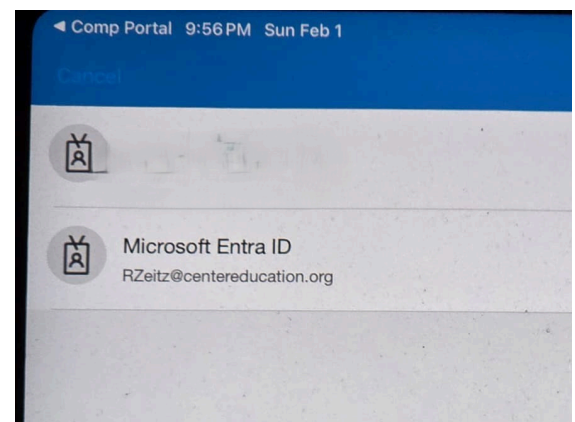 ◀ Comp Portal 9:56 PM Sun Feb 1
Cancel
Microsoft Entra ID
RZeitz@centereducation.org